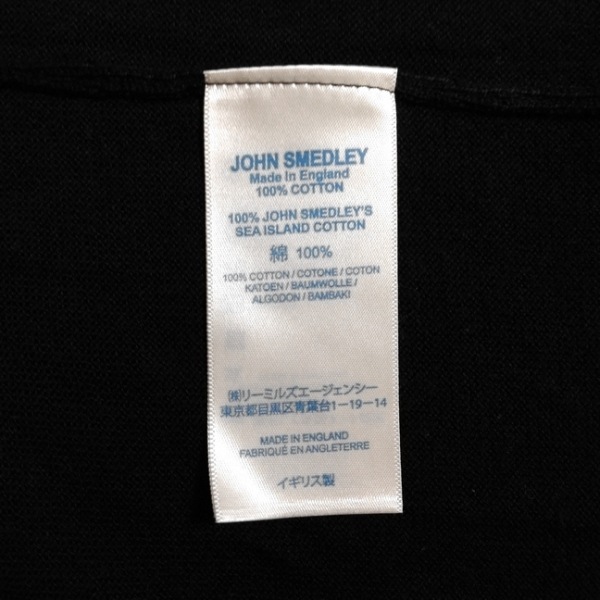 JOHN SMEDLEY
Made In England
100% COTTON
100% JOHN SMEDLEY'S
SEA ISLAND COTTON
綿 100%
100% COTTON / COTONE / COTON
KATOEN / BAUMWOLLE /
ALGODON / BAMBAKI
㈱リーミルズエージェンシー
東京都目黒区青葉台1-19-14
MADE IN ENGLAND
FABRIQUÉ EN ANGLETERRE
イギリス製